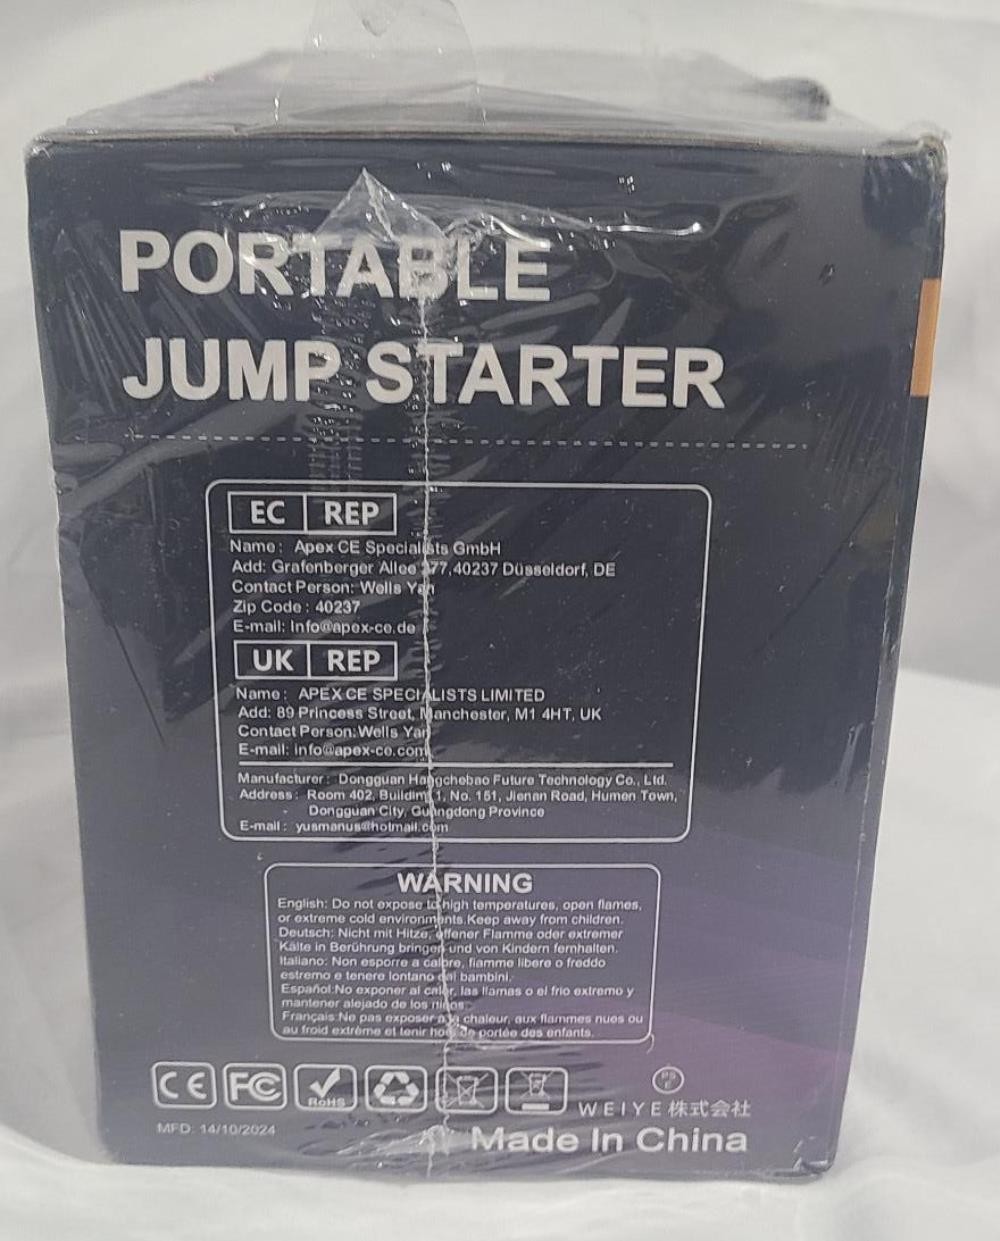 PORTABLE
JUMP STARTER
EC REP
Name: Apex CE Specialists GmbH
Add: Grafenberger Allee 277,40237 Düsseldorf, DE
Contact Person: Wells Yan
Zip Code : 40237
E-mail: Info@apex-ce.de
UK REP
Name: APEX CE SPECIALISTS LIMITED
Add: 89 Princess Street, Manchester, M1 4HT, UK
Contact Person:Wells Yan
E-mail: info@apex-ce.com
Manufacturer: Dongguan Hangchebao Future Technology Co., Ltd.
Address: Room 402, Building 1, No. 151, Jienan Road, Humen Town,
Dongguan City, Guangdong Province
E-mail: yusmanus@hotmail.com
WARNING
English: Do not expose to high temperatures, open flames,
or extreme cold environments.Keep away from children.
Deutsch: Nicht mit Hitze, offener Flamme oder extremer
Kälte in Berührung bringen und von Kindern fernhalten.
Italiano: Non esporre a calore, fiamme libere o freddo
estremo e tenere lontano dai bambini.
Español:No exponer al calor, las llamas o el frio extremo y
mantener alejado de los niños.
Français:Ne pas exposer à la chaleur, aux flammes nues ou
au froid extrême et tenir hors de portée des enfants.
CE FC RoHS
PS E
WEIYE株式会社
MFD: 14/10/2024
Made In China